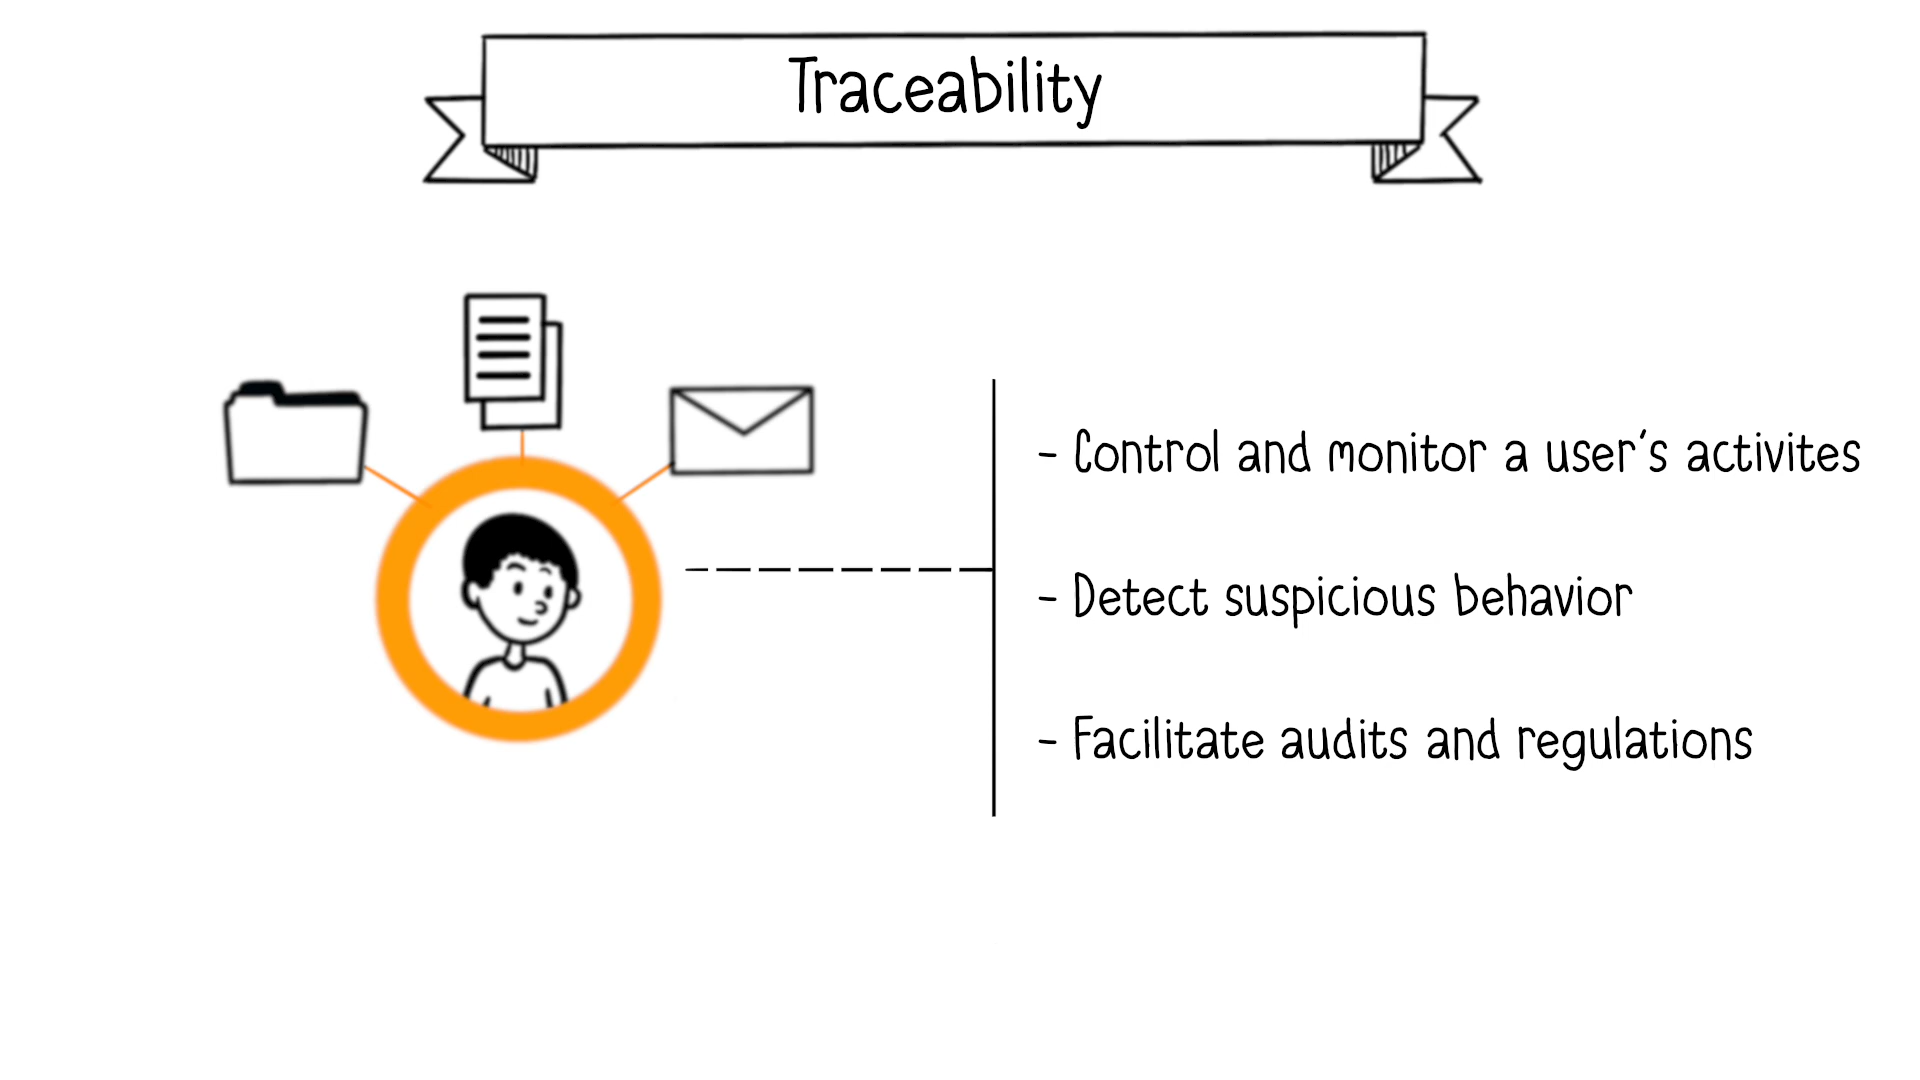 Traceability
- Control and monitor a user's activites
- Detect suspicious behavior
- Facilitate audits and regulations